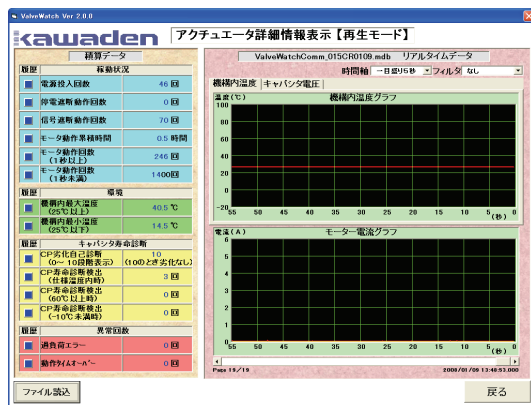 ValveWatch Ver 2.0.0
kawaden
アクチュエータ詳細情報表示【再生モード】
積算データ
履歴 稼動状況
電源投入回数 46 回
停電遮断動作回数 0 回
信号遮断動作回数 70 回
モータ動作累積時間 0.5 時間
モータ動作回数
(1秒以上) 246 回
モータ動作回数
(1秒未満) 1400回
履歴 環境
機構内最大温度
(25℃以上) 40.5 ℃
機構内最小温度
(25℃以下) 14.5 ℃
履歴 キャパシタ寿命診断
CP劣化自己診断 10
(0～10段階表示) (10のとき劣化なし)
CP寿命診断検出
(仕様温度内時) 3 回
CP寿命診断検出
(60℃以上時) 0 回
CP寿命診断検出
(-10℃未満時) 0 回
履歴 異常回数
過負荷エラー 0 回
動作タイムオーバー 0 回
ファイル読込
ValveWatchComm_015CR0109.mdb リアルタイムデータ
時間軸 一目盛り5秒 フィルタ なし
機構内温度 キャパシタ電圧
温度(℃) 機構内温度グラフ
100
80
60
40
20
0
-20
55 50 45 40 35 30 25 20 15 10 5 0
(秒)
電流(A) モーター電流グラフ
6
5
4
3
2
1
0
55 50 45 40 35 30 25 20 15 10 5 0
(秒)
Page 19/19 2008/01/09 13:48:53.000
戻る